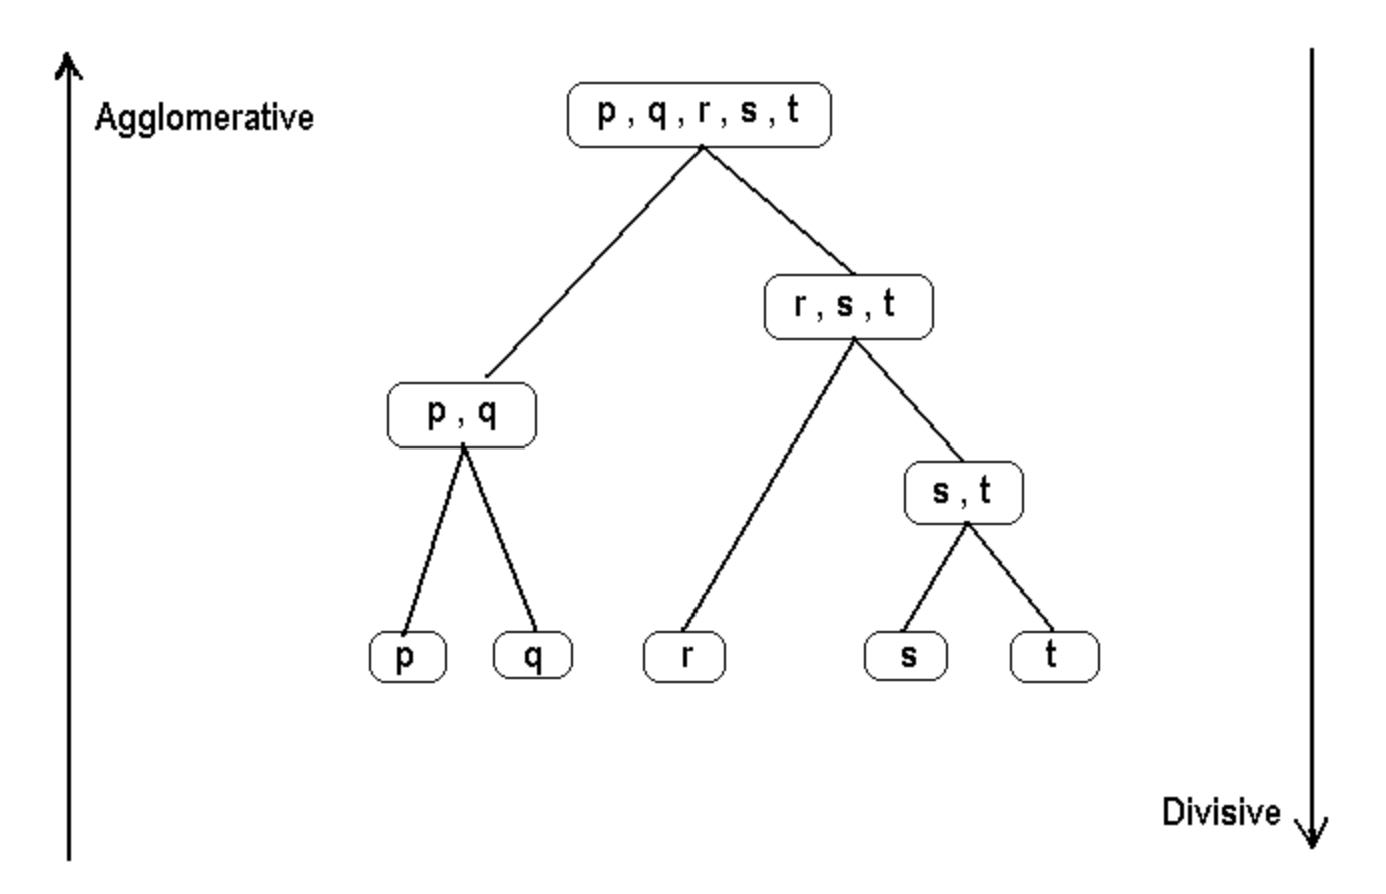 Agglomerative
p , q , r , s , t
r , s , t
p , q
s , t
p
q
r
s
t
Divisive